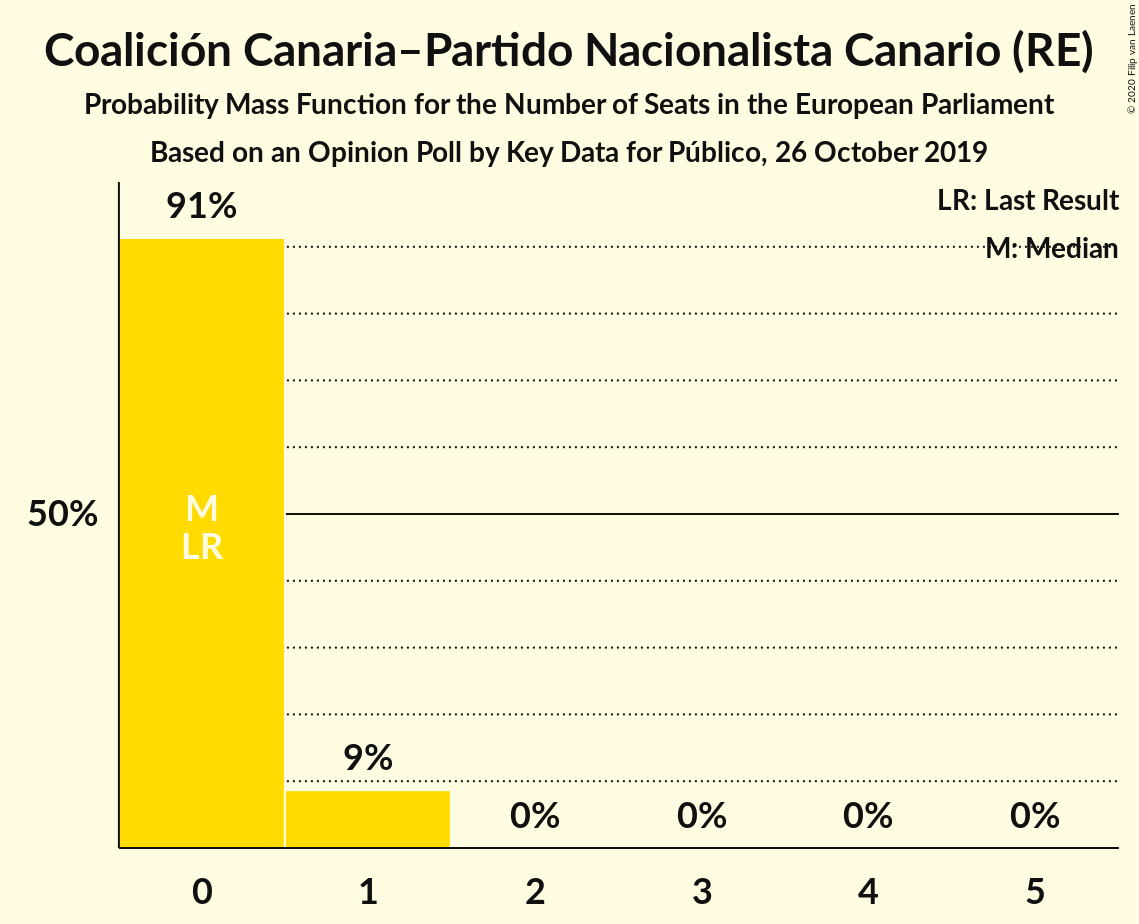 Coalición Canaria–Partido Nacionalista Canario (RE)
Probability Mass Function for the Number of Seats in the European Parliament
Based on an Opinion Poll by Key Data for Público, 26 October 2019
© 2020 Filip van Laenen
LR: Last Result
M: Median
91%
50%
M
LR
9%
0%
0%
0%
0%
0
1
2
3
4
5